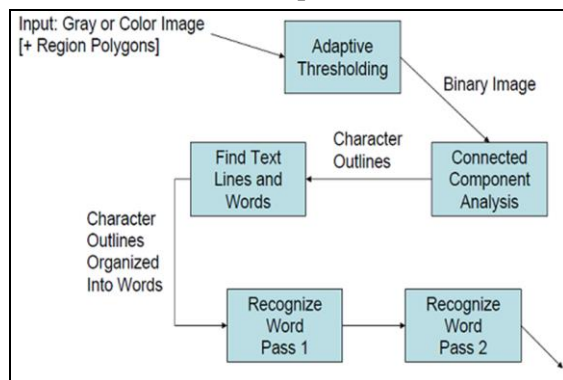 Input: Gray or Color Image
[+ Region Polygons]
Adaptive
Thresholding
Binary Image
Character
Outlines
Find Text
Lines and
Words
Connected
Component
Analysis
Character
Outlines
Organized
Into Words
Recognize
Word
Pass 1
Recognize
Word
Pass 2